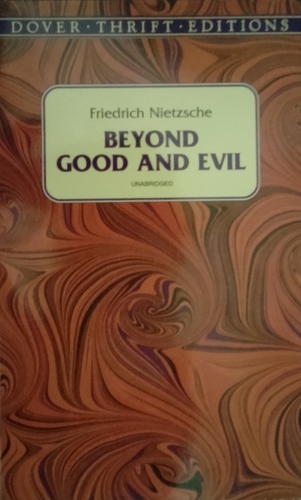 DOVER · THRIFT · EDITIONS
Friedrich Nietzsche
BEYOND
GOOD AND EVIL
UNABRIDGED